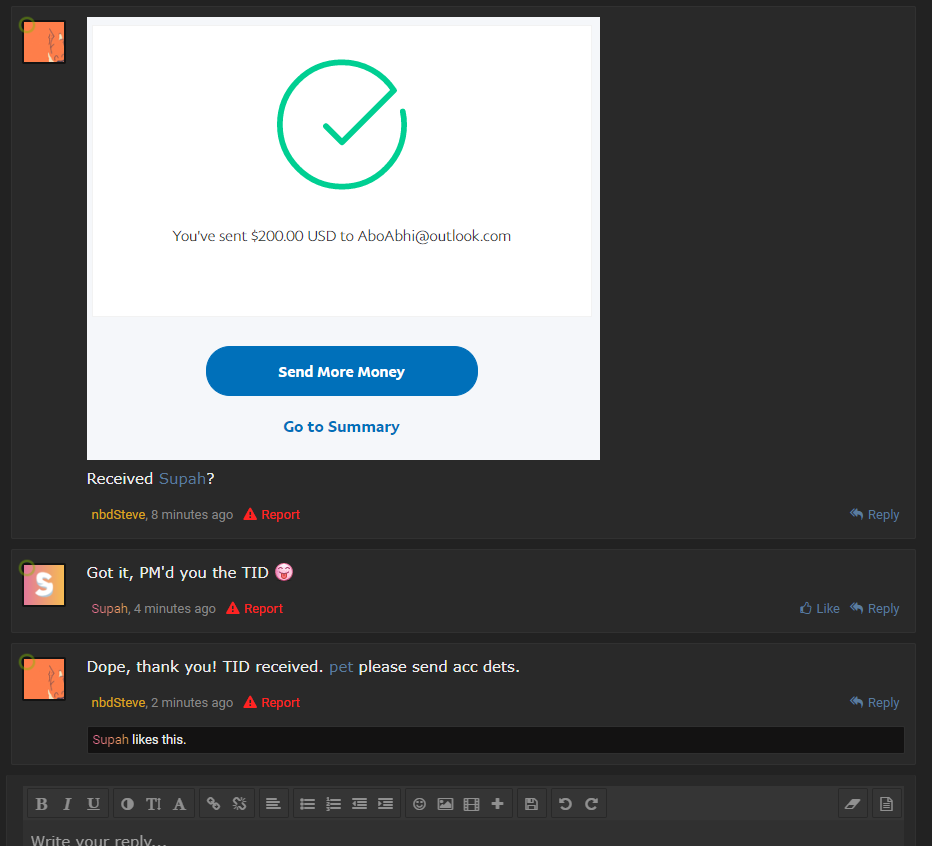 You've sent $200.00 USD to AboAbhi@outlook.com
Send More Money
Go to Summary
Received Supah?
nbdSteve, 8 minutes ago Report Reply
S
Got it, PM'd you the TID
Supah, 4 minutes ago Report Like Reply
Dope, thank you! TID received. pet please send acc dets.
nbdSteve, 2 minutes ago Report Reply
Supah likes this.
B I U TI A
Write your reply...